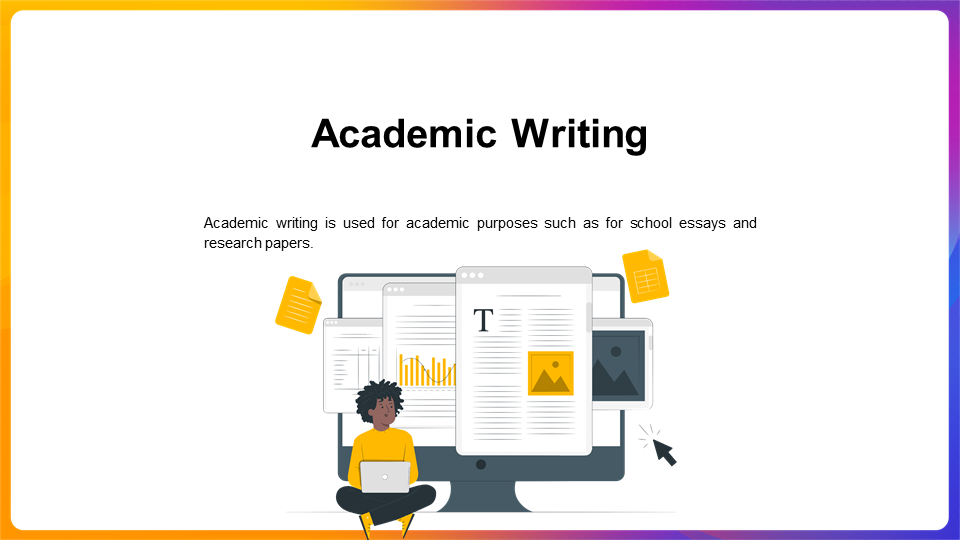 Academic Writing
Academic writing is used for academic purposes such as for school essays and
research papers.
T